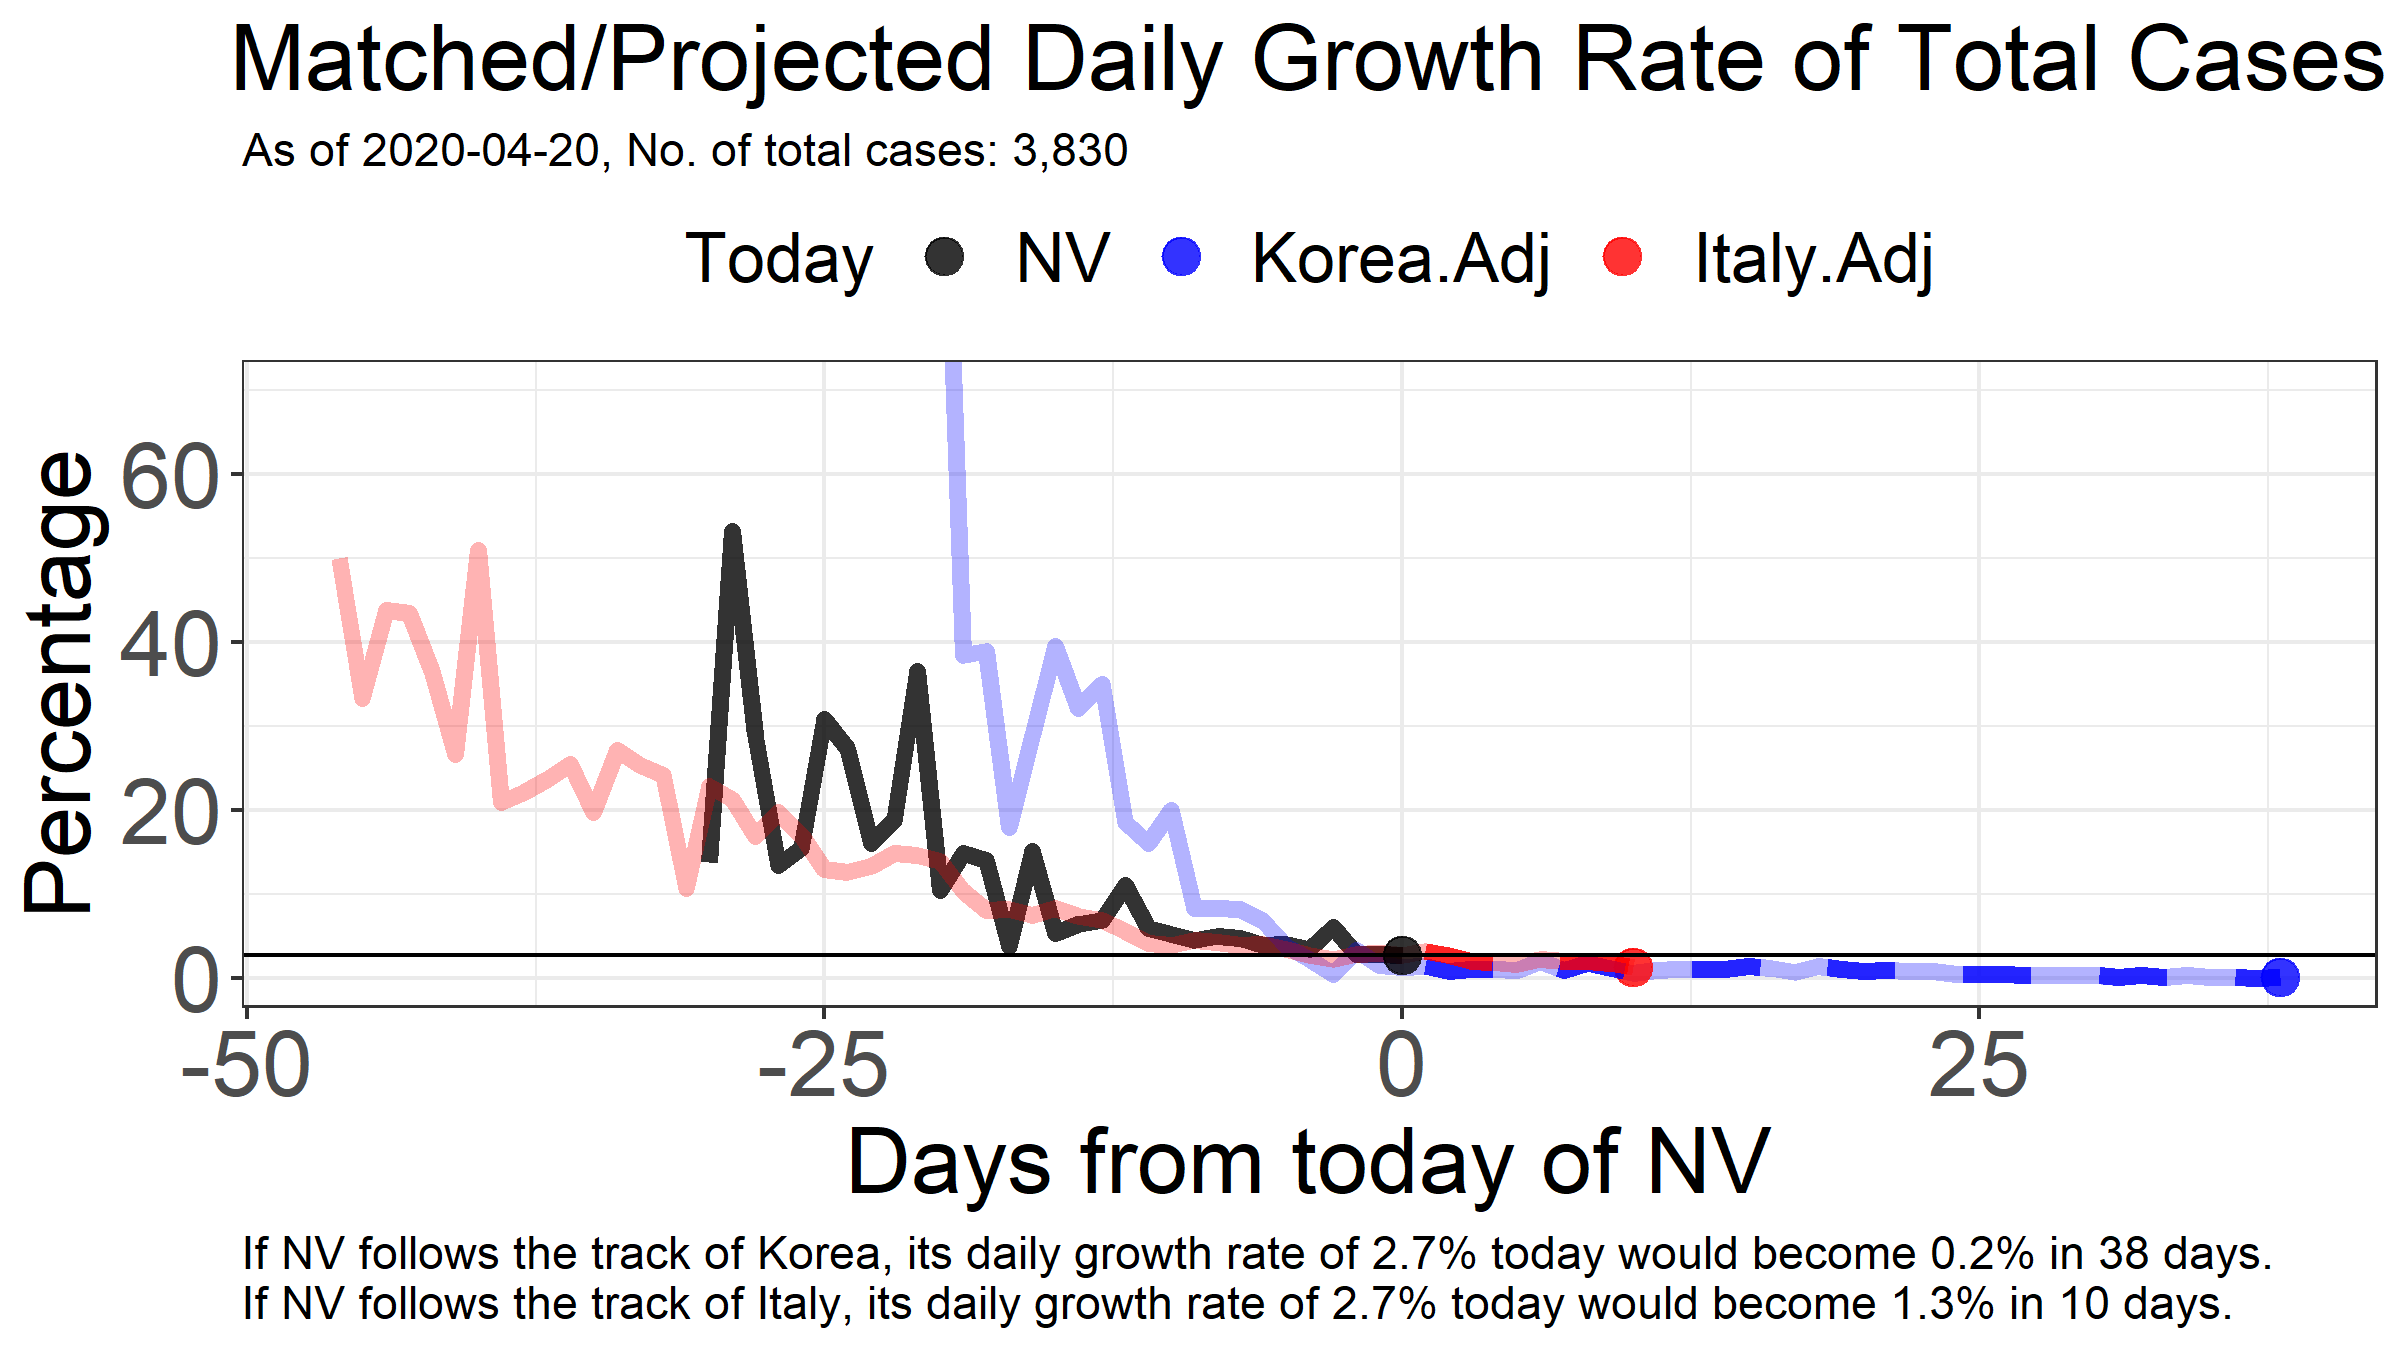 Matched/Projected Daily Growth Rate of Total Cases
As of 2020-04-20, No. of total cases: 3,830
Today NV Korea.Adj Italy.Adj
Percentage
60
40
20
0
-50 -25 0 25
Days from today of NV
If NV follows the track of Korea, its daily growth rate of 2.7% today would become 0.2% in 38 days.
If NV follows the track of Italy, its daily growth rate of 2.7% today would become 1.3% in 10 days.